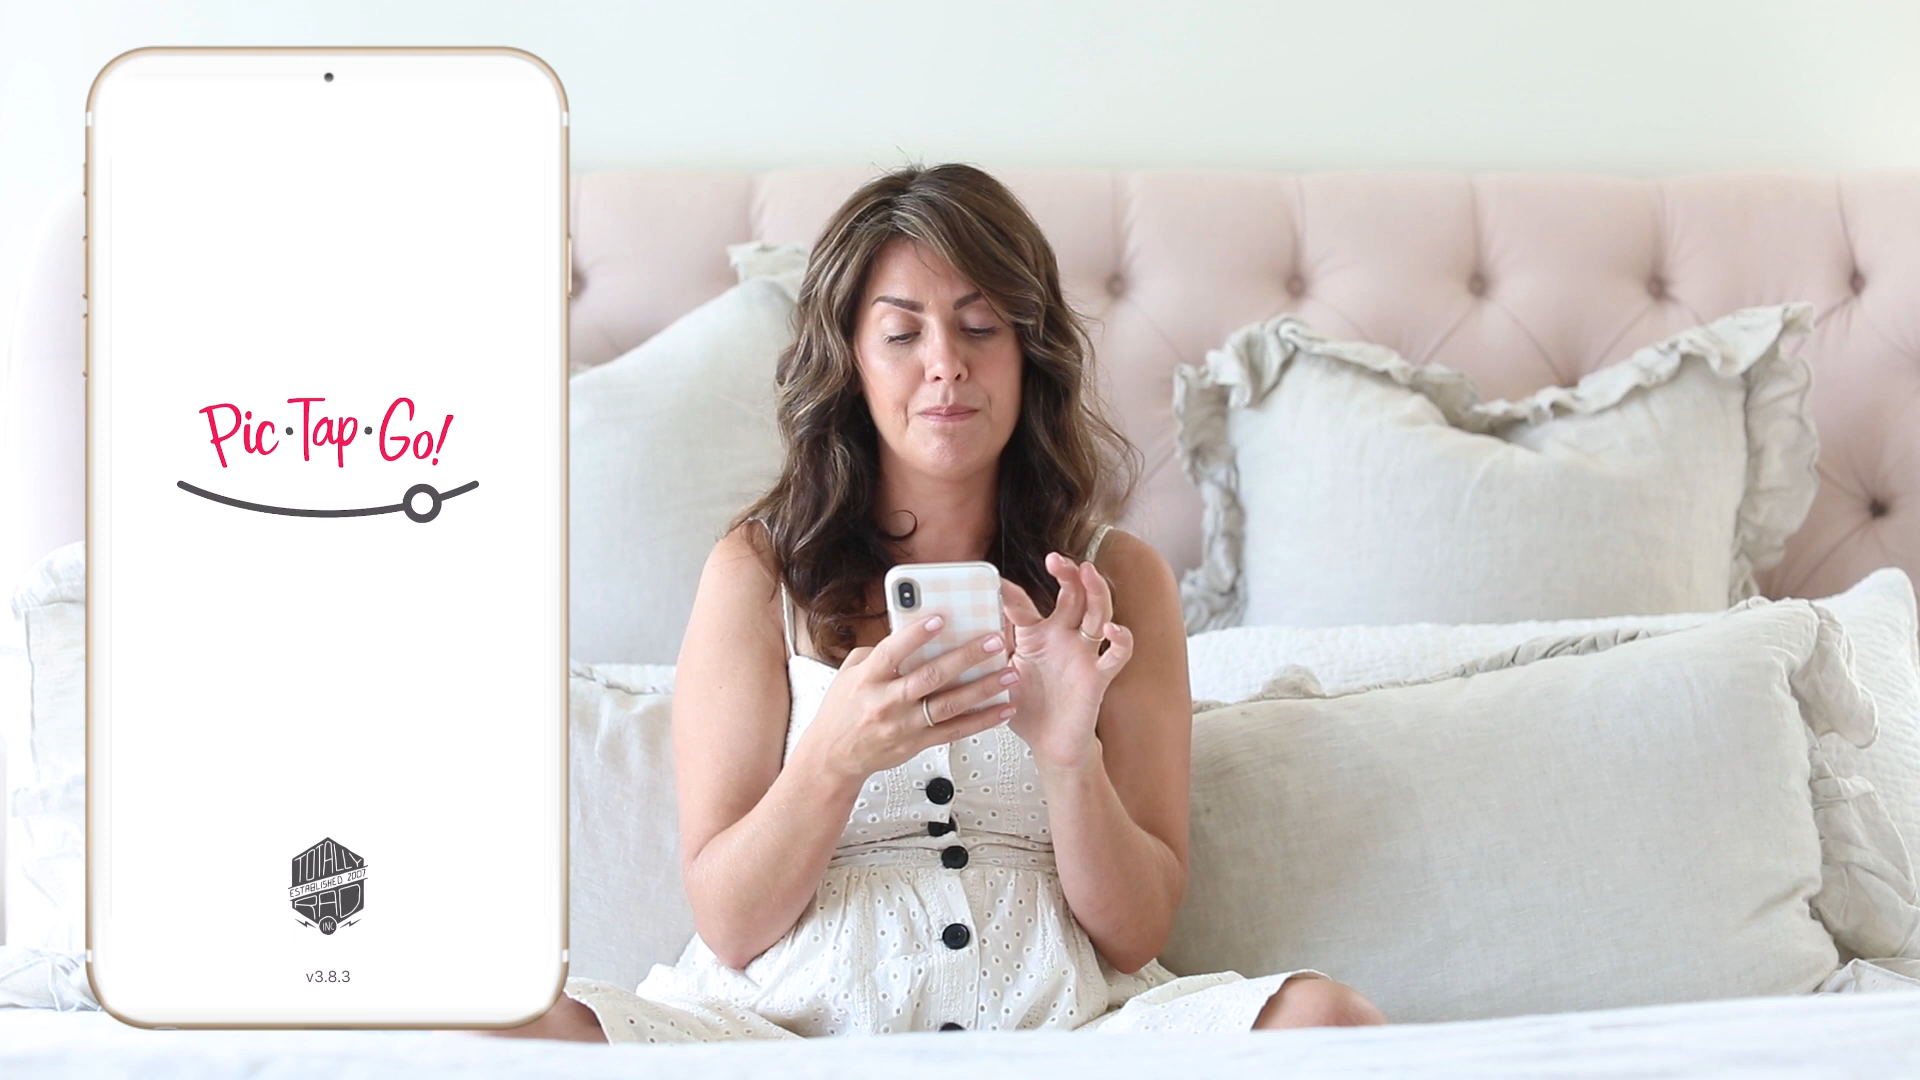 Pic·Tap·Go!
TOTALLY
ESTABLISHED 2007
RAD
INC
v3.8.3